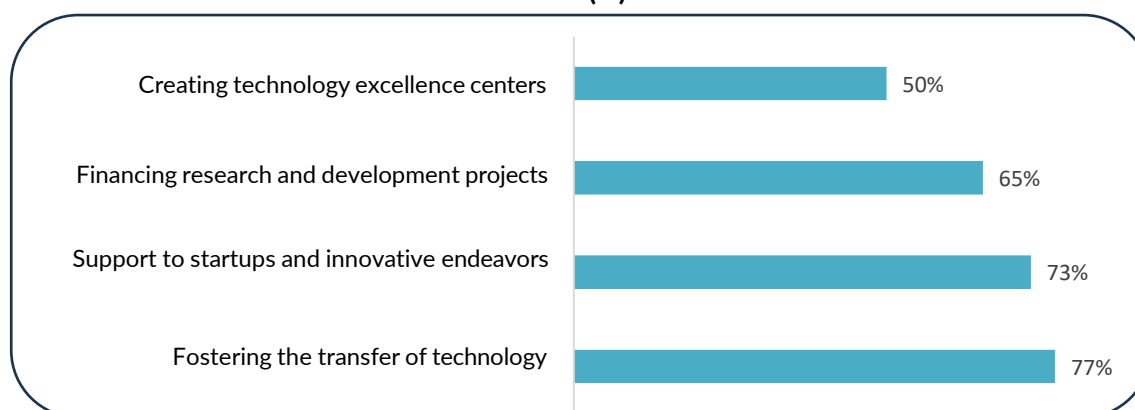 Creating technology excellence centers 50%
Financing research and development projects 65%
Support to startups and innovative endeavors 73%
Fostering the transfer of technology 77%